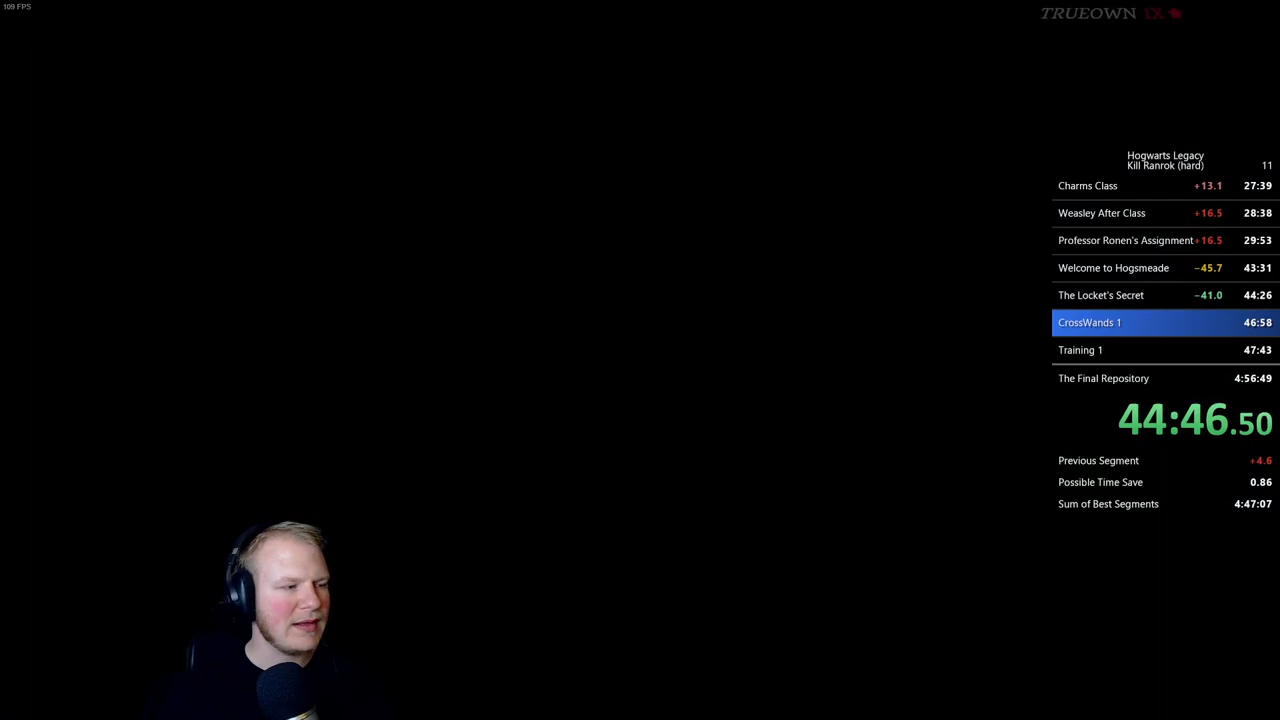 109 FPS
TRUEOWN 1X
Hogwarts Legacy
Kill Ranrok (hard) 11
Charms Class +13.1 27:39
Weasley After Class +16.5 28:38
Professor Ronen's Assignment +16.5 29:53
Welcome to Hogsmeade −45.7 43:31
The Locket's Secret −41.0 44:26
CrossWands 1 46:58
Training 1 47:43
The Final Repository 4:56:49
44:46.50
Previous Segment +4.6
Possible Time Save 0.86
Sum of Best Segments 4:47:07